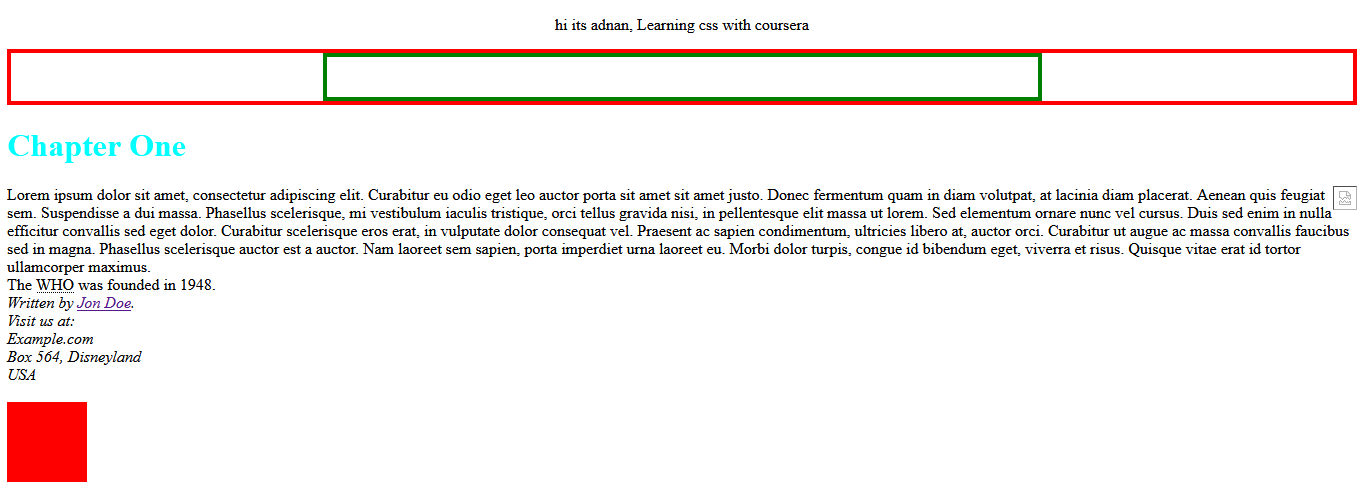 hi its adnan, Learning css with coursera
Chapter One
Lorem ipsum dolor sit amet, consectetur adipiscing elit. Curabitur eu odio eget leo auctor porta sit amet sit amet justo. Donec fermentum quam in diam volutpat, at lacinia diam placerat. Aenean quis feugiat
sem. Suspendisse a dui massa. Phasellus scelerisque, mi vestibulum iaculis tristique, orci tellus gravida nisi, in pellentesque elit massa ut lorem. Sed elementum ornare nunc vel cursus. Duis sed enim in nulla
efficitur convallis sed eget dolor. Curabitur scelerisque eros erat, in vulputate dolor consequat vel. Praesent ac sapien condimentum, ultricies libero at, auctor orci. Curabitur ut augue ac massa convallis faucibus
sed in magna. Phasellus scelerisque auctor est a auctor. Nam laoreet sem sapien, porta imperdiet urna laoreet eu. Morbi dolor turpis, congue id bibendum eget, viverra et risus. Quisque vitae erat id tortor
ullamcorper maximus.
The WHO was founded in 1948.
Written by Jon Doe.
Visit us at:
Example.com
Box 564, Disneyland
USA